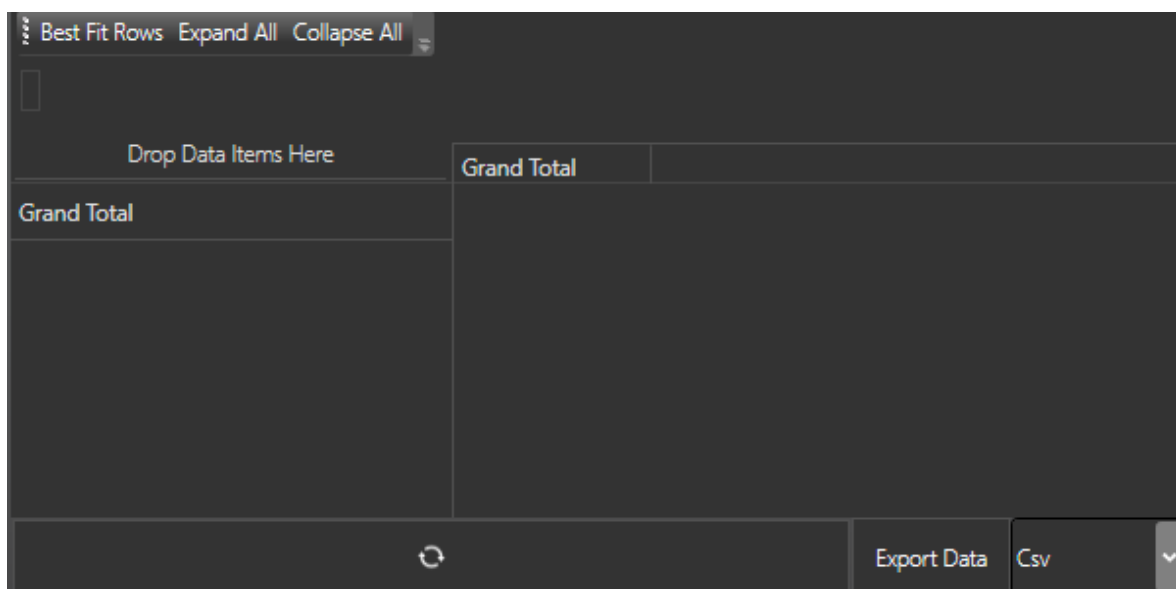 Best Fit Rows Expand All Collapse All
Drop Data Items Here
Grand Total
Grand Total
Export Data Csv